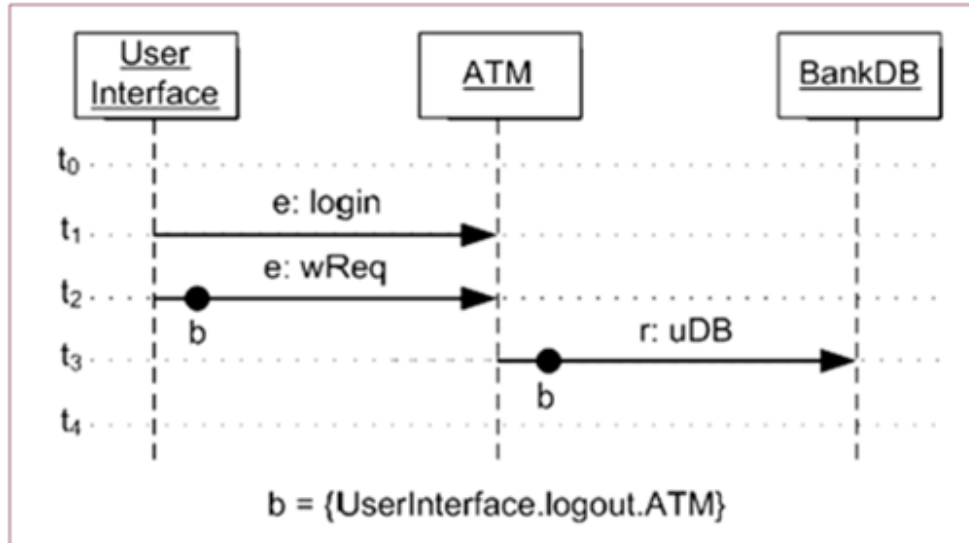 User
Interface
ATM
BankDB
t0
e: login
t1
e: wReq
t2
b
r: uDB
t3
b
t4
b = {UserInterface.logout.ATM}